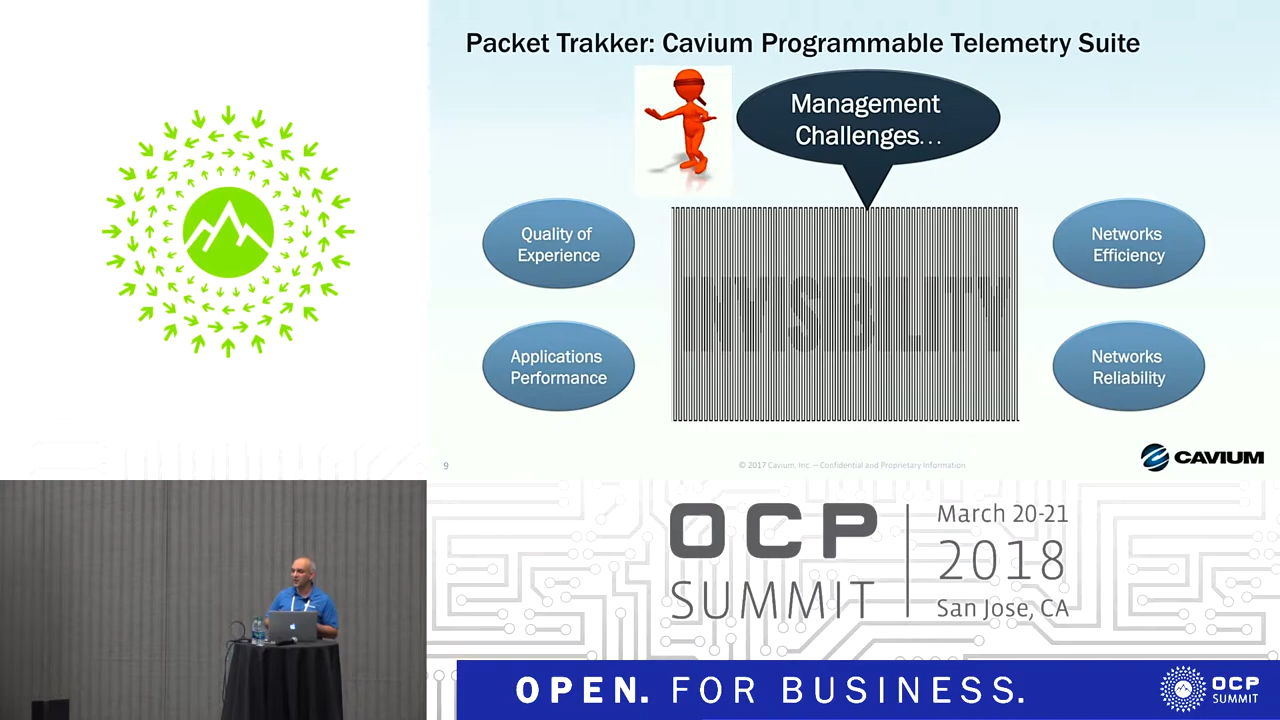 Packet Trakker: Cavium Programmable Telemetry Suite
Management
Challenges...
Quality of
Experience
Networks
Efficiency
INVISIBILITY
Applications
Performance
Networks
Reliability
9
© 2017 Cavium, Inc. – Confidential and Proprietary Information
CAVIUM
OCP
SUMMIT
March 20-21
2018
San Jose, CA
OPEN. FOR BUSINESS.
OCP
SUMMIT